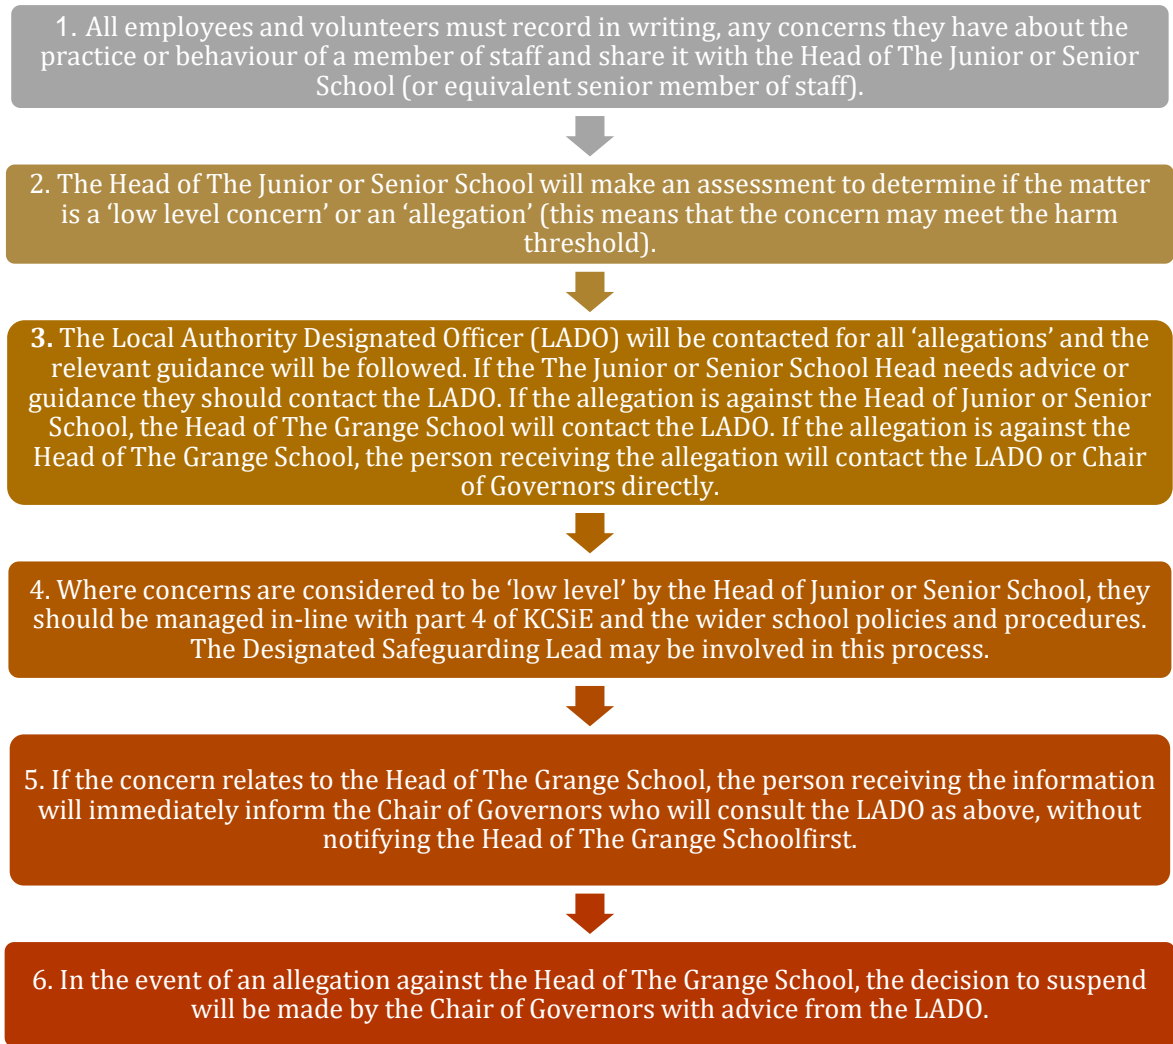 1. All employees and volunteers must record in writing, any concerns they have about the
practice or behaviour of a member of staff and share it with the Head of The Junior or Senior
School (or equivalent senior member of staff).
2. The Head of The Junior or Senior School will make an assessment to determine if the matter
is a ‘low level concern’ or an ‘allegation’ (this means that the concern may meet the harm
threshold).
3. The Local Authority Designated Officer (LADO) will be contacted for all ‘allegations’ and the
relevant guidance will be followed. If the The Junior or Senior School Head needs advice or
guidance they should contact the LADO. If the allegation is against the Head of Junior or Senior
School, the Head of The Grange School will contact the LADO. If the allegation is against the
Head of The Grange School, the person receiving the allegation will contact the LADO or Chair
of Governors directly.
4. Where concerns are considered to be ‘low level’ by the Head of Junior or Senior School, they
should be managed in-line with part 4 of KCSiE and the wider school policies and procedures.
The Designated Safeguarding Lead may be involved in this process.
5. If the concern relates to the Head of The Grange School, the person receiving the information
will immediately inform the Chair of Governors who will consult the LADO as above, without
notifying the Head of The Grange Schoolfirst.
6. In the event of an allegation against the Head of The Grange School, the decision to suspend
will be made by the Chair of Governors with advice from the LADO.